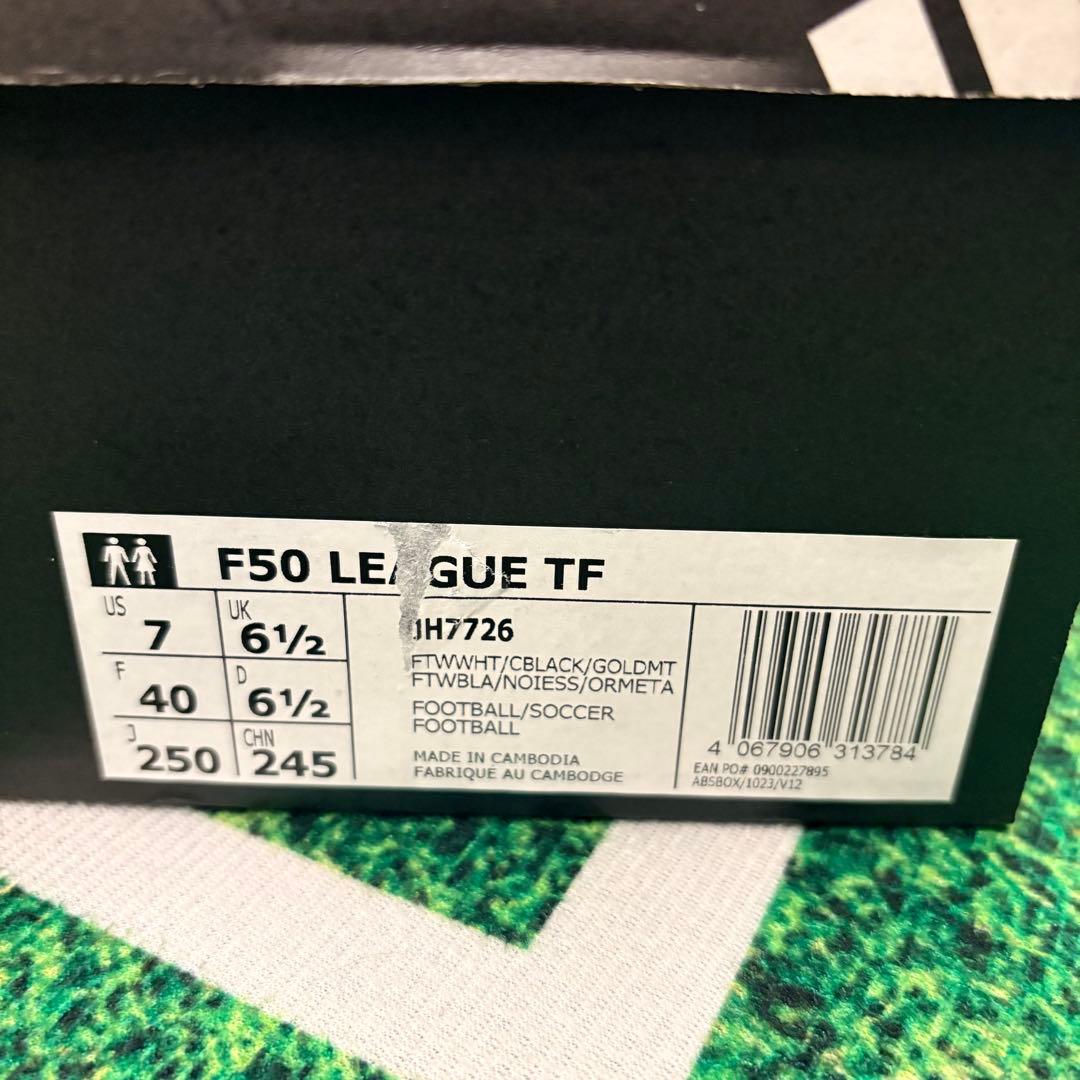 F50 LEAGUE TF
US 7
UK 6½
F 40
D 6½
J 250
CHN 245
H7726
FTWWHT/CBLACK/GOLDMT
FTWBLA/NOIESS/ORMETA
FOOTBALL/SOCCER
FOOTBALL
MADE IN CAMBODIA
FABRIQUÉ AU CAMBODGE
4 067906 313784
EAN PO# 0900227895
ABSBOX/1023/V12